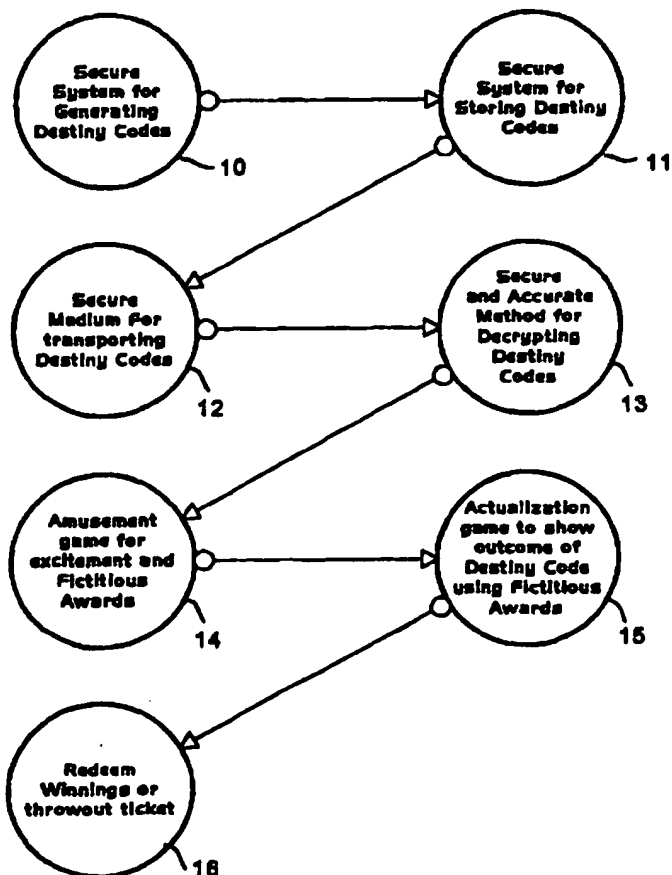 Secure
System for
Generating
Destiny Codes
10
Secure
System for
Storing Destiny
Codes
11
Secure
Medium for
transporting
Destiny Codes
12
Secure
and Accurate
Method for
Decrypting
Destiny
Codes
13
Amusement
game for
excitement and
Fictitious
Awards
14
Actualization
game to show
outcome of
Destiny Code
using Fictitious
Awards
15
Redeem
Winnings or
throwout ticket
16